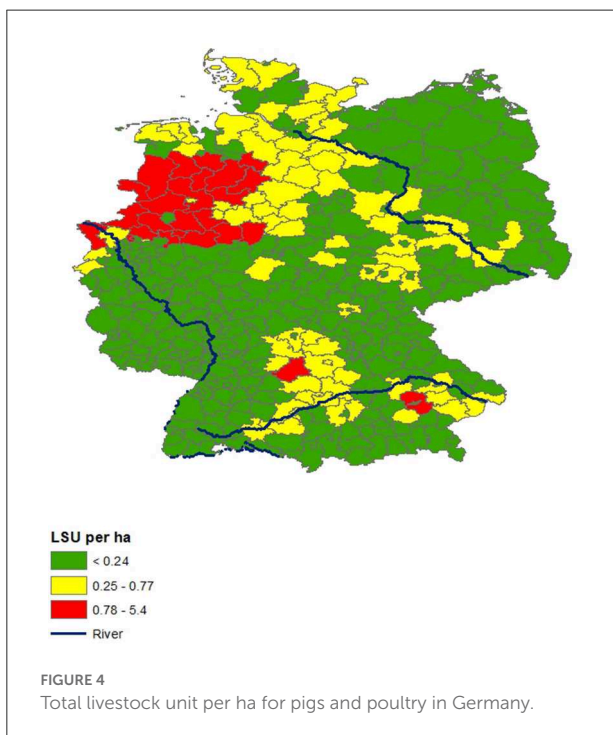 LSU per ha
< 0.24
0.25 - 0.77
0.78 - 5.4
River
FIGURE 4
Total livestock unit per ha for pigs and poultry in Germany.